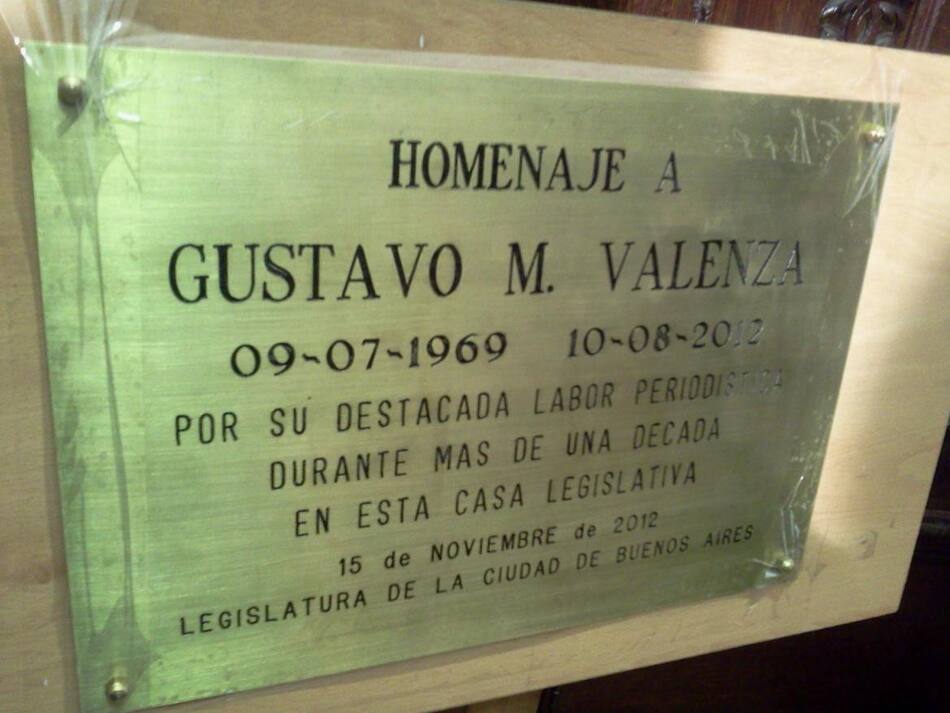 HOMENAJE A
GUSTAVO M. VALENZA
09-07-1969 10-08-2012
POR SU DESTACADA LABOR PERIODISTICA
DURANTE MAS DE UNA DECADA
EN ESTA CASA LEGISLATIVA
15 de NOVIEMBRE de 2012
LEGISLATURA DE LA CIUDAD DE BUENOS AIRES